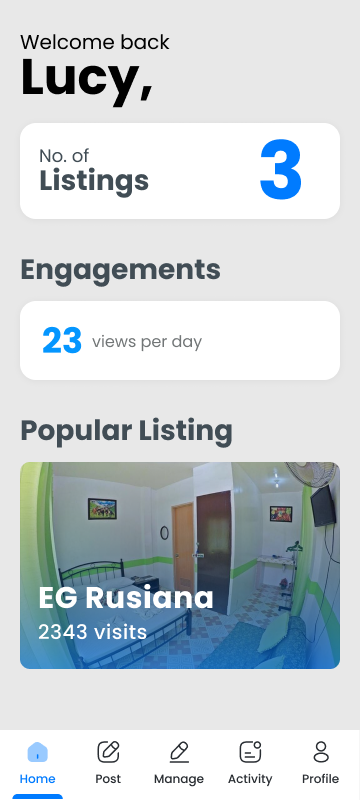 Welcome back
Lucy,
No. of
Listings
3
Engagements
23 views per day
Popular Listing
EG Rusiana
2343 visits
Home Post Manage Activity Profile